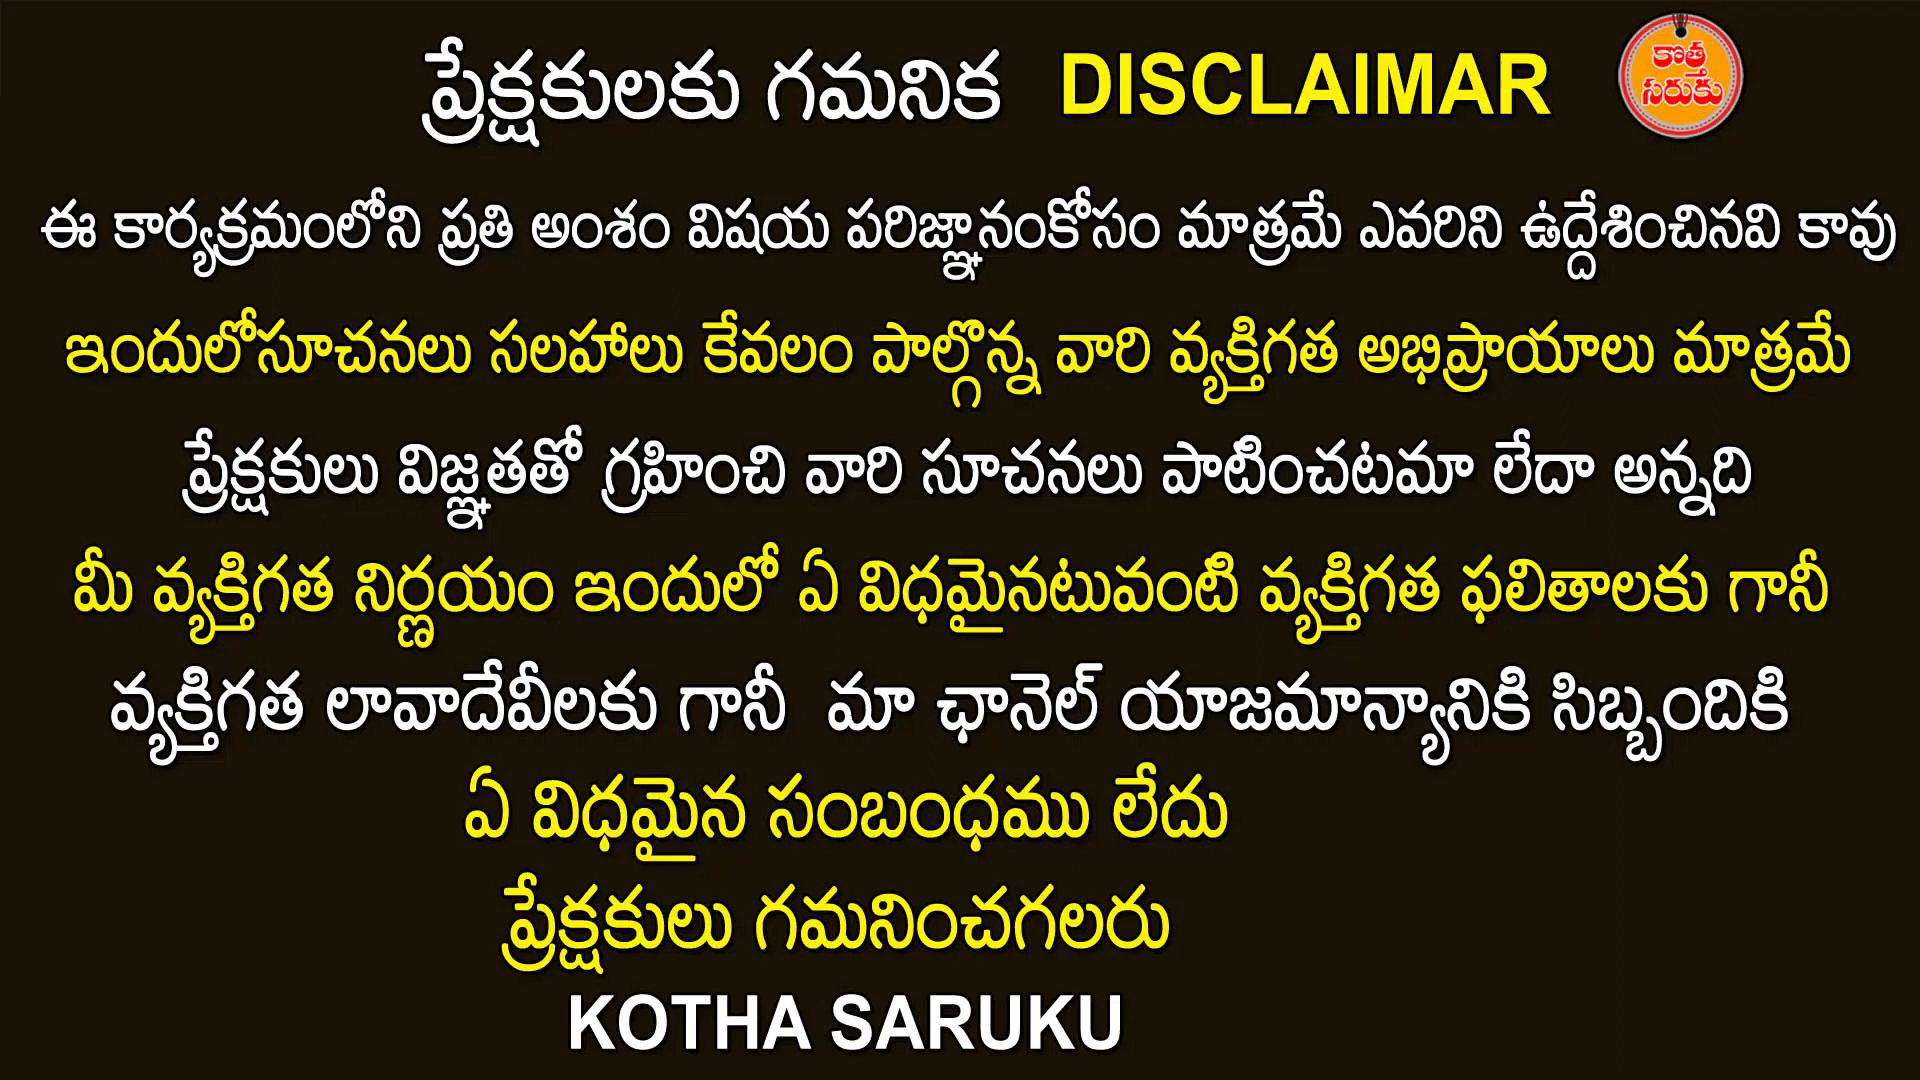 ప్రేక్షకులకు గమనిక DISCLAIMAR
కొత్త
సరుకు
ఈ కార్యక్రమంలోని ప్రతి అంశం విషయ పరిజ్ఞానంకోసం మాత్రమే ఎవరిని ఉద్దేశించినవి కావు
ఇందులోసూచనలు సలహాలు కేవలం పాల్గొన్న వారి వ్యక్తిగత అభిప్రాయాలు మాత్రమే
ప్రేక్షకులు విజ్ఞతతో గ్రహించి వారి సూచనలు పాటించటమా లేదా అన్నది
మీ వ్యక్తిగత నిర్ణయం ఇందులో ఏ విధమైనటువంటి వ్యక్తిగత ఫలితాలకు గానీ
వ్యక్తిగత లావాదేవీలకు గానీ మా ఛానెల్ యాజమాన్యానికి సిబ్బందికి
ఏ విధమైన సంబంధము లేదు
ప్రేక్షకులు గమనించగలరు
KOTHA SARUKU